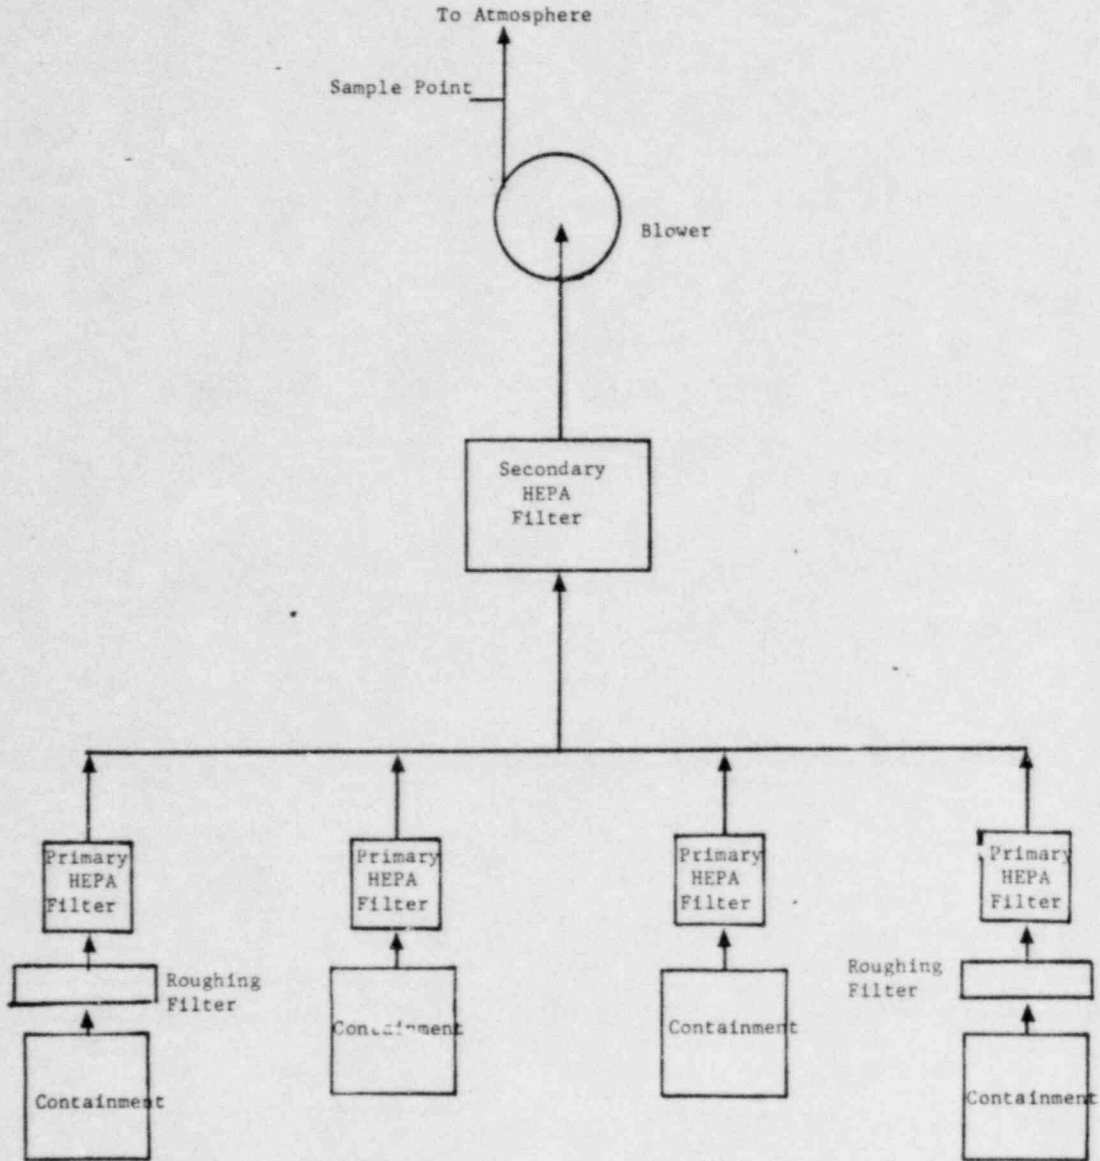 To Atmosphere
Sample Point
Blower
Secondary
HEPA
Filter
Primary
HEPA
Filter
Primary
HEPA
Filter
Primary
HEPA
Filter
Primary
HEPA
Filter
Roughing
Filter
Roughing
Filter
Containment
Containment
Containment
Containment